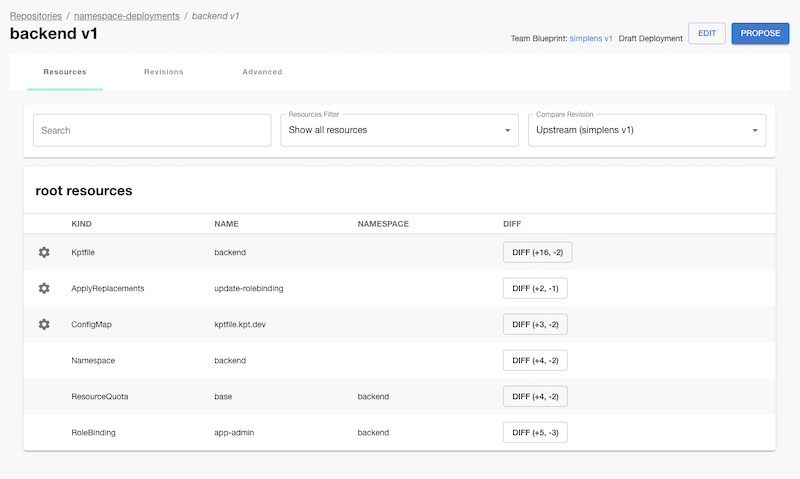 Repositories / namespace-deployments / backend v1
backend v1
Team Blueprint: simplens v1 Draft Deployment EDIT PROPOSE
Resources Revisions Advanced
Resources Filter Compare Revision
Search Show all resources Upstream (simplens v1)
root resources
KIND NAME NAMESPACE DIFF
Kptfile backend DIFF (+16, -2)
ApplyReplacements update-rolebinding DIFF (+2, -1)
ConfigMap kptfile.kpt.dev DIFF (+3, -2)
Namespace backend DIFF (+4, -2)
ResourceQuota base backend DIFF (+4, -2)
RoleBinding app-admin backend DIFF (+5, -3)